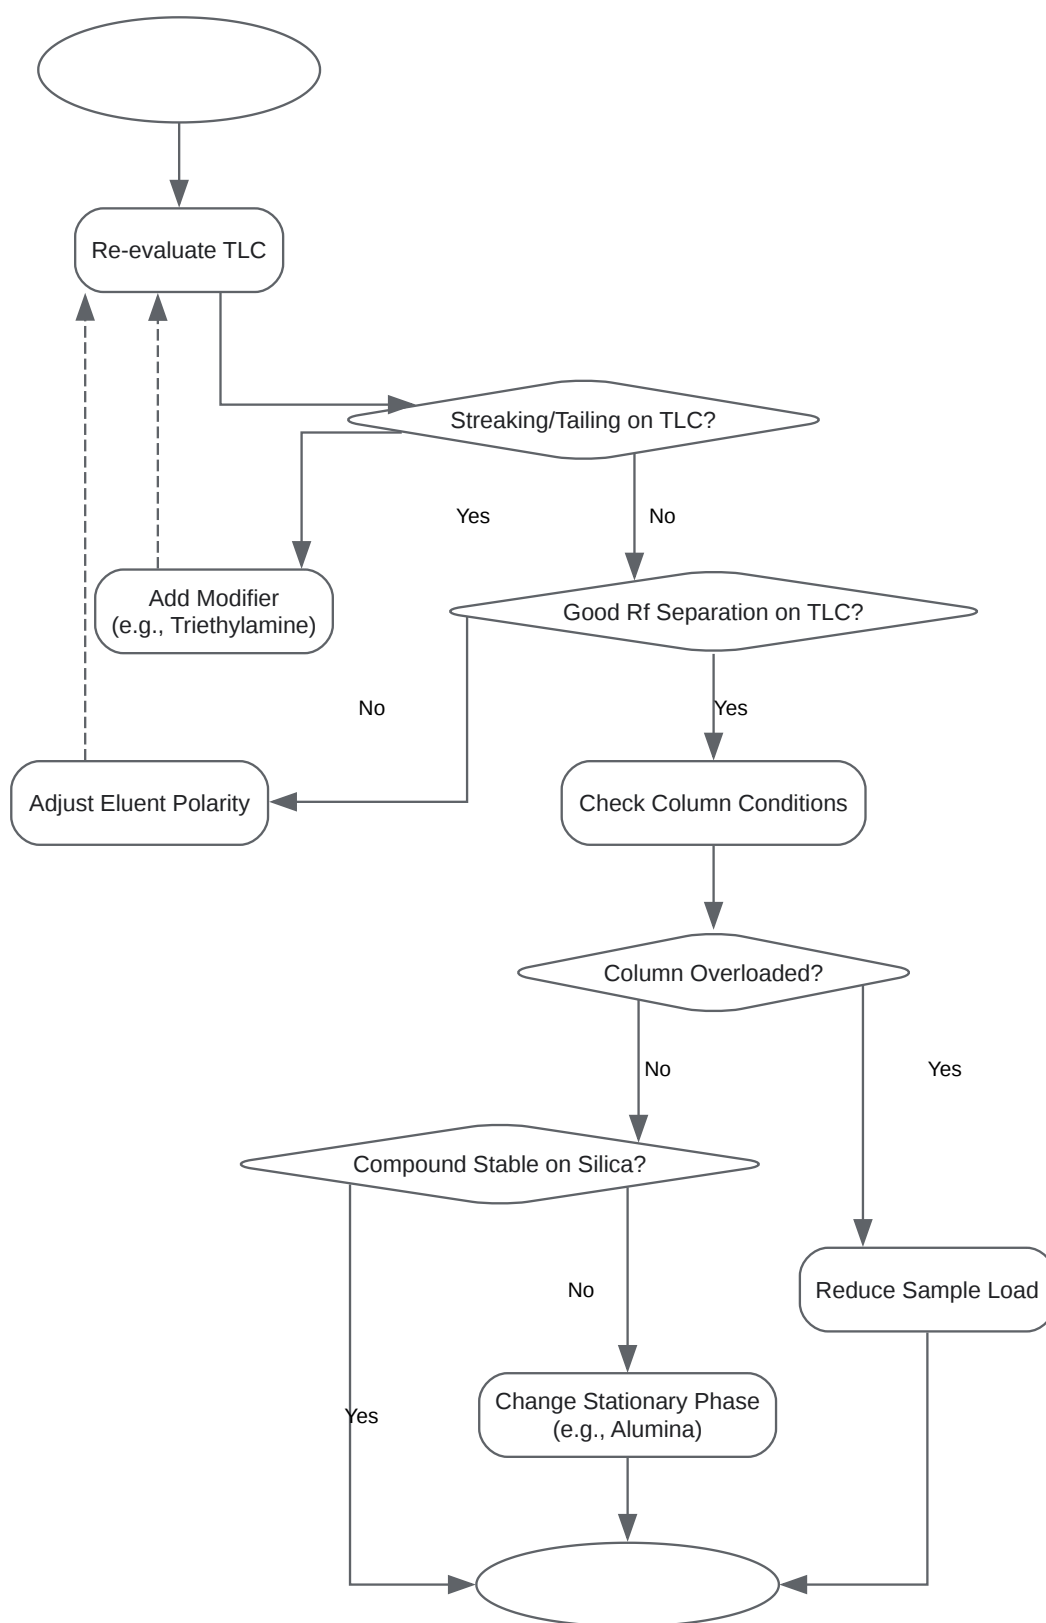 Re-evaluate TLC
Streaking/Tailing on TLC?
Yes
No
Add Modifier
(e.g., Triethylamine)
Good Rf Separation on TLC?
No
Yes
Adjust Eluent Polarity
Check Column Conditions
Column Overloaded?
No
Yes
Compound Stable on Silica?
No
Reduce Sample Load
Change Stationary Phase
(e.g., Alumina)
Yes